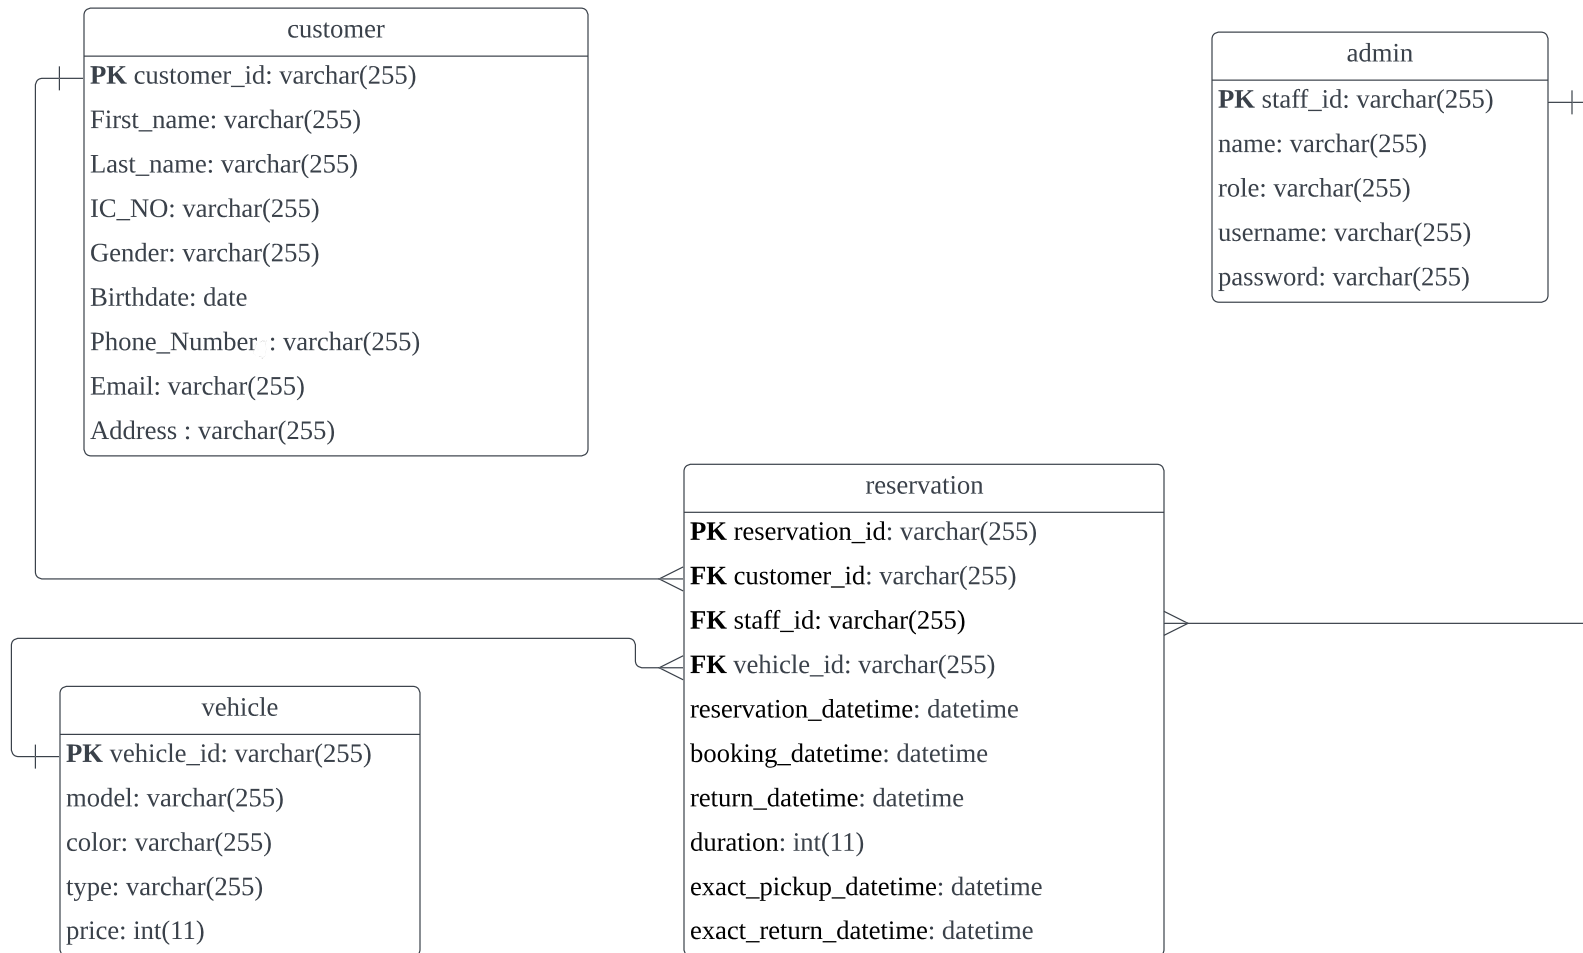 customer
PK customer_id: varchar(255)
First_name: varchar(255)
Last_name: varchar(255)
IC_NO: varchar(255)
Gender: varchar(255)
Birthdate: date
Phone_Number : varchar(255)
Email: varchar(255)
Address : varchar(255)
admin
PK staff_id: varchar(255)
name: varchar(255)
role: varchar(255)
username: varchar(255)
password: varchar(255)
reservation
PK reservation_id: varchar(255)
FK customer_id: varchar(255)
FK staff_id: varchar(255)
FK vehicle_id: varchar(255)
reservation_datetime: datetime
booking_datetime: datetime
return_datetime: datetime
duration: int(11)
exact_pickup_datetime: datetime
exact_return_datetime: datetime
vehicle
PK vehicle_id: varchar(255)
model: varchar(255)
color: varchar(255)
type: varchar(255)
price: int(11)